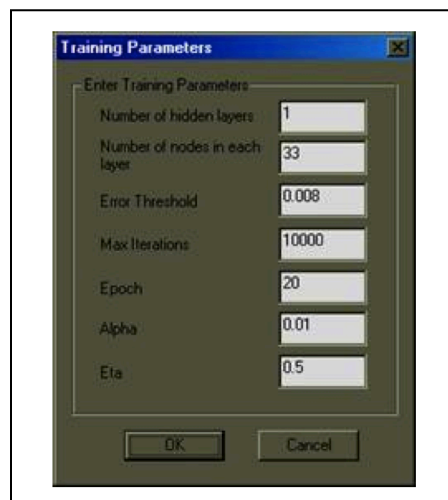 Training Parameters
Enter Training Parameters
Number of hidden layers
1
Number of nodes in each
layer
33
Error Threshold
0.008
Max Iterations
10000
Epoch
20
Alpha
0.01
Eta
0.5
OK
Cancel